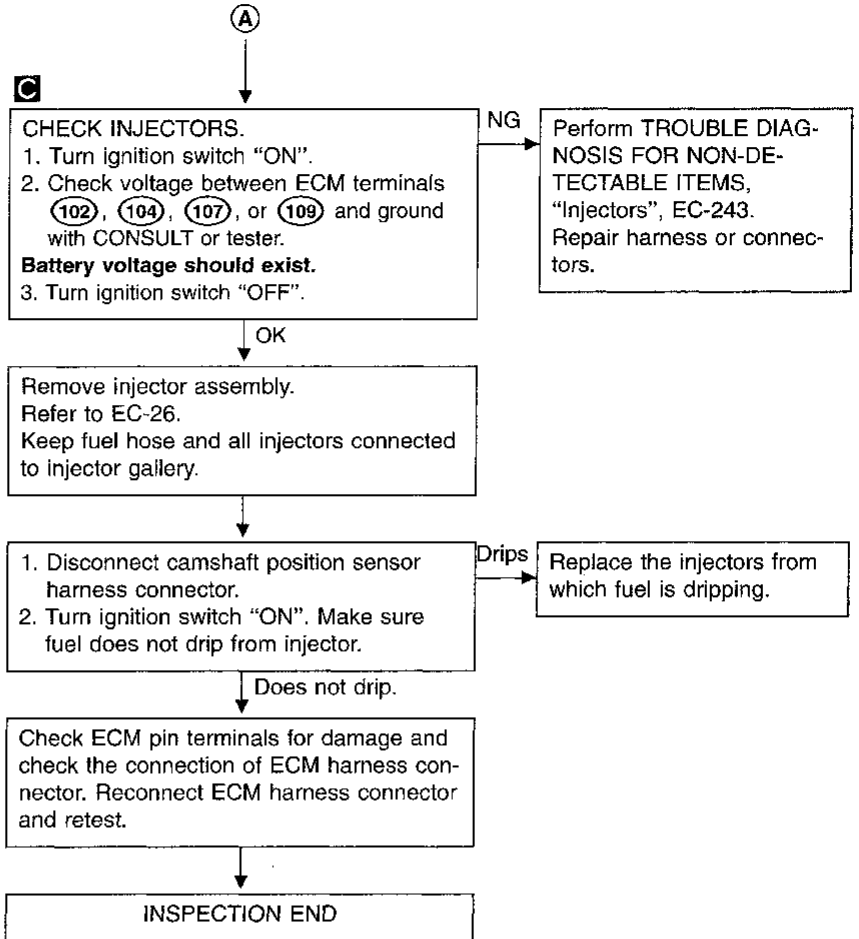 A
C
CHECK INJECTORS.
1. Turn ignition switch “ON”.
2. Check voltage between ECM terminals
102, 104, 107, or 109 and ground
with CONSULT or tester.
Battery voltage should exist.
3. Turn ignition switch “OFF”.
NG
Perform TROUBLE DIAG-
NOSIS FOR NON-DE-
TECTABLE ITEMS,
“Injectors”, EC-243.
Repair harness or connec-
tors.
OK
Remove injector assembly.
Refer to EC-26.
Keep fuel hose and all injectors connected
to injector gallery.
1. Disconnect camshaft position sensor
harness connector.
2. Turn ignition switch “ON”. Make sure
fuel does not drip from injector.
Drips
Replace the injectors from
which fuel is dripping.
Does not drip.
Check ECM pin terminals for damage and
check the connection of ECM harness con-
nector. Reconnect ECM harness connector
and retest.
INSPECTION END